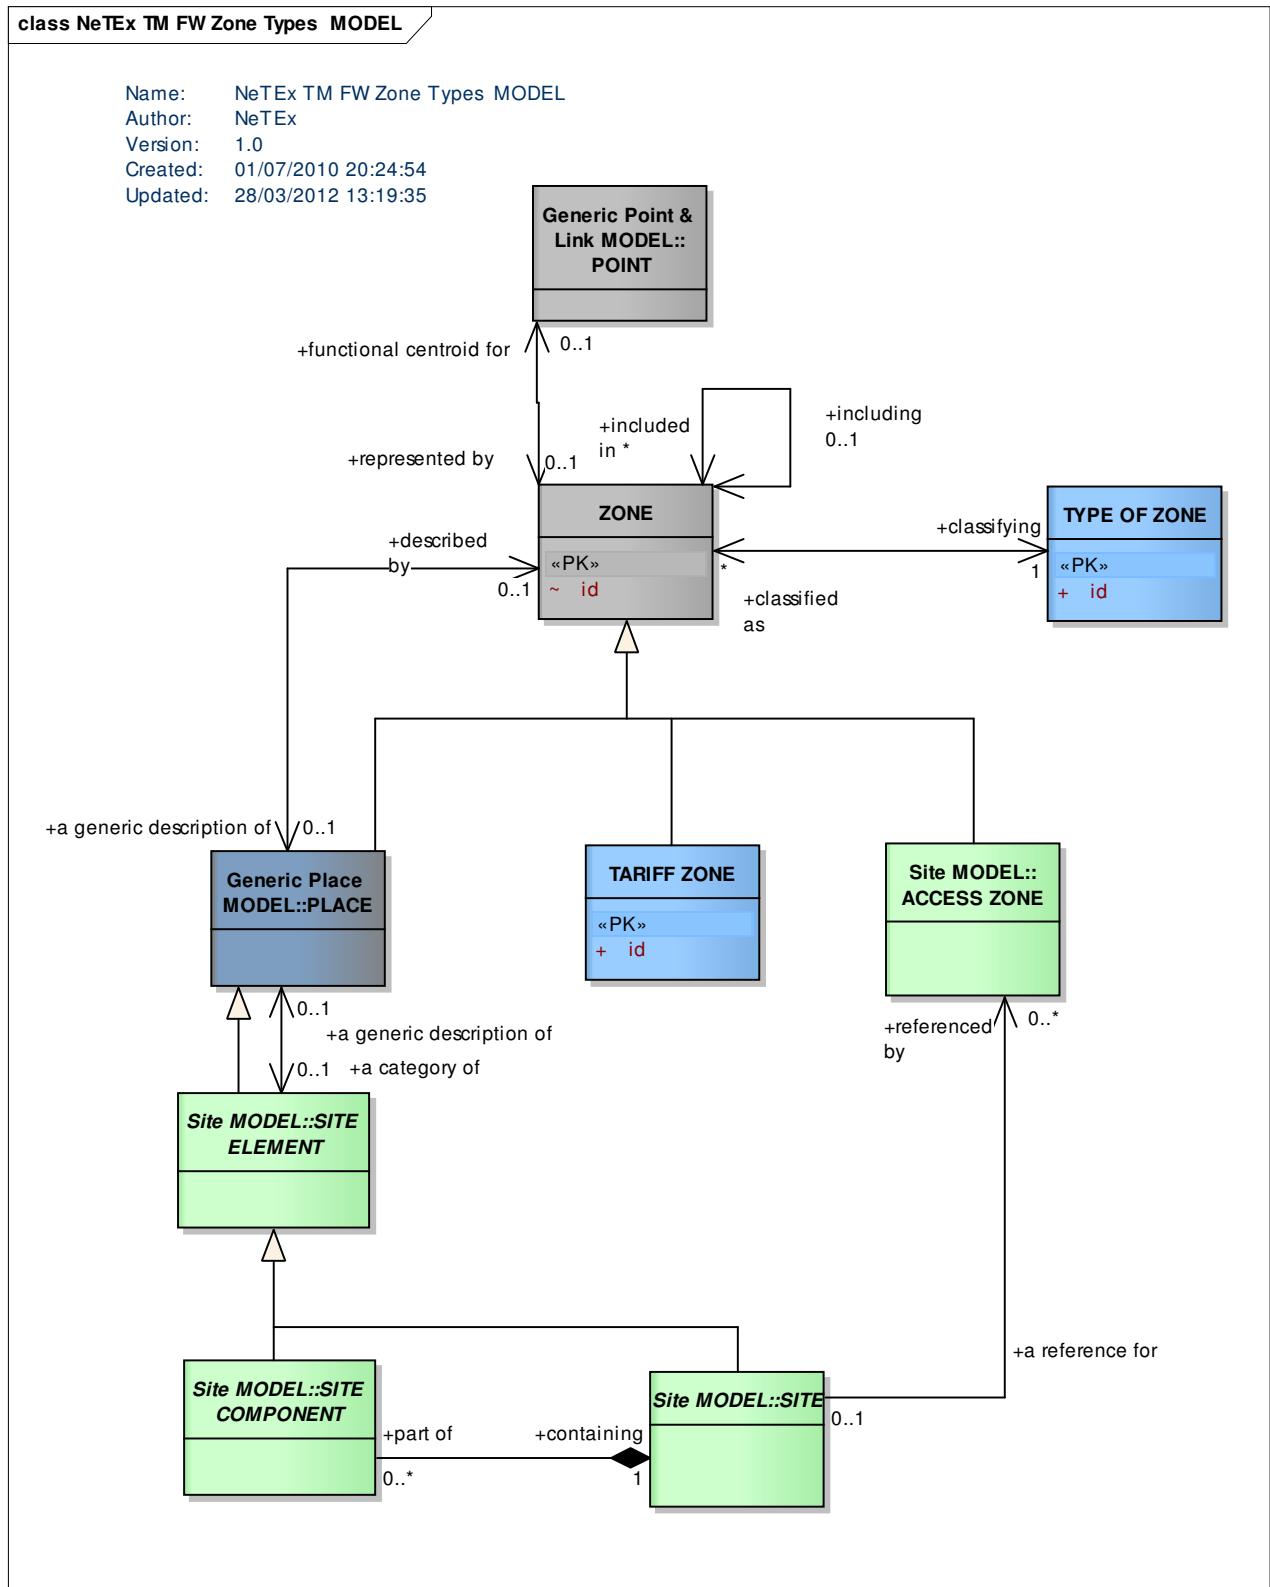 class NeTEx TM FW Zone Types MODEL
Name: NeTEx TM FW Zone Types MODEL
Author: NeTEx
Version: 1.0
Created: 01/07/2010 20:24:54
Updated: 28/03/2012 13:19:35
Generic Point &
Link MODEL::
POINT
+functional centroid for
0..1
+included
in *
+including
0..1
+represented by
0..1
ZONE
«PK»
~ id
+classifying
1
*
+classified
as
TYPE OF ZONE
«PK»
+ id
+described
by
0..1
+a generic description of
0..1
Generic Place
MODEL::PLACE
TARIFF ZONE
«PK»
+ id
Site MODEL::
ACCESS ZONE
0..1
+a generic description of
0..1
+a category of
+referenced
by
0..*
Site MODEL::SITE
ELEMENT
+a reference for
Site MODEL::SITE
COMPONENT
Site MODEL::SITE
0..1
+part of
0..*
+containing
1